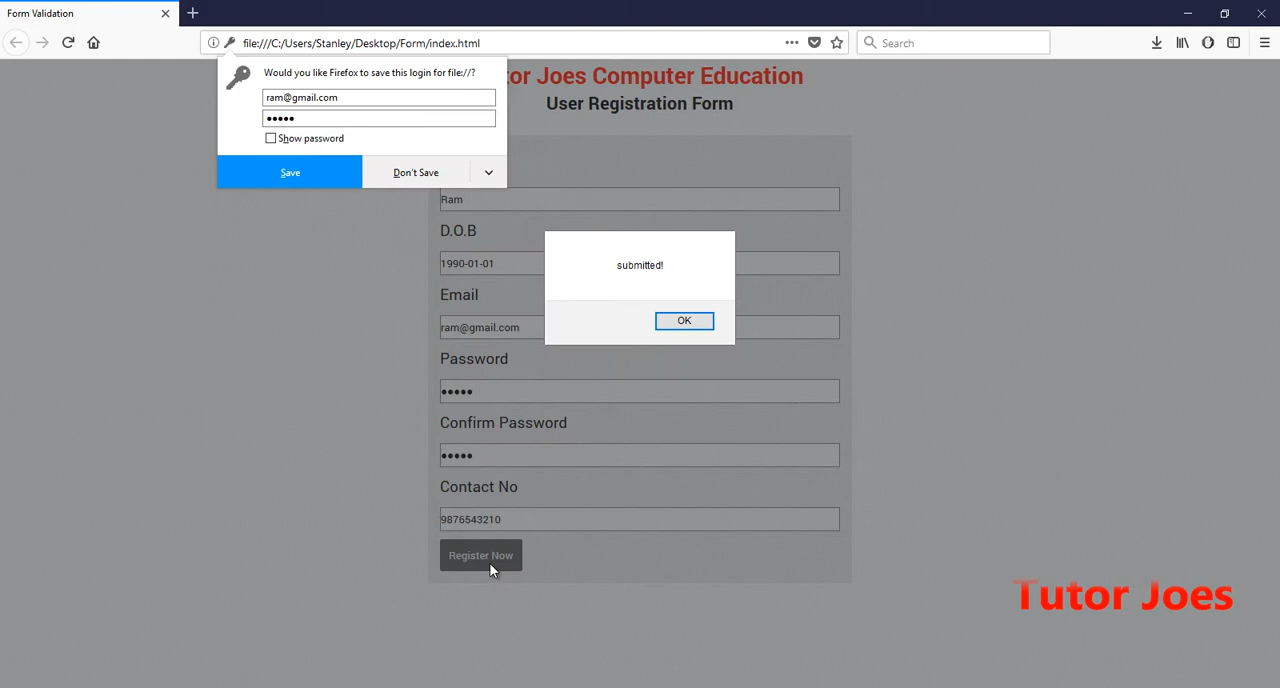 Form Validation
file:///C:/Users/Stanley/Desktop/Form/index.html
Search
Would you like Firefox to save this login for file://?
ram@gmail.com
•••••
Show password
Save
Don't Save
or Joes Computer Education
User Registration Form
Ram
D.O.B
1990-01-01
submitted!
OK
Email
ram@gmail.com
Password
•••••
Confirm Password
•••••
Contact No
9876543210
Register Now
Tutor Joes